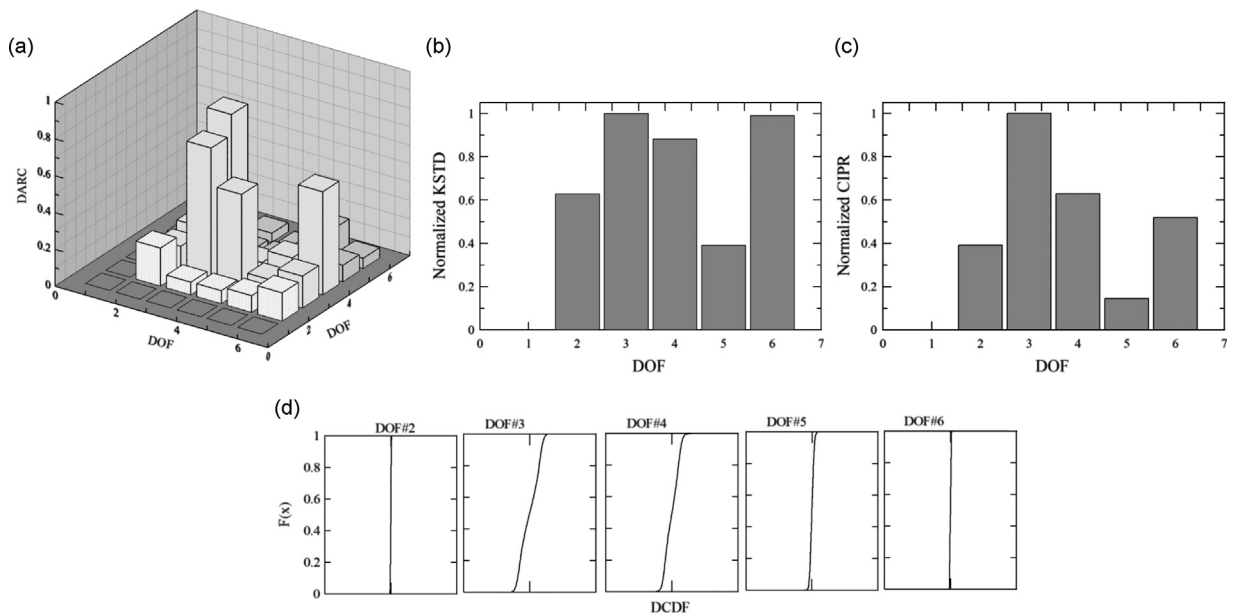 (a)
(b)
(c)
1
0.8
0.6
0.4
0.2
0
DARC
0
2
4
6
DOF
0
2
4
6
DOF
1
0.8
0.6
0.4
0.2
0
Normalized KSTD
0 1 2 3 4 5 6 7
DOF
1
0.8
0.6
0.4
0.2
0
Normalized CIPR
0 1 2 3 4 5 6 7
DOF
(d)
DOF#2 DOF#3 DOF#4 DOF#5 DOF#6
1
0.8
0.6
0.4
0.2
0
F(x)
DCDF